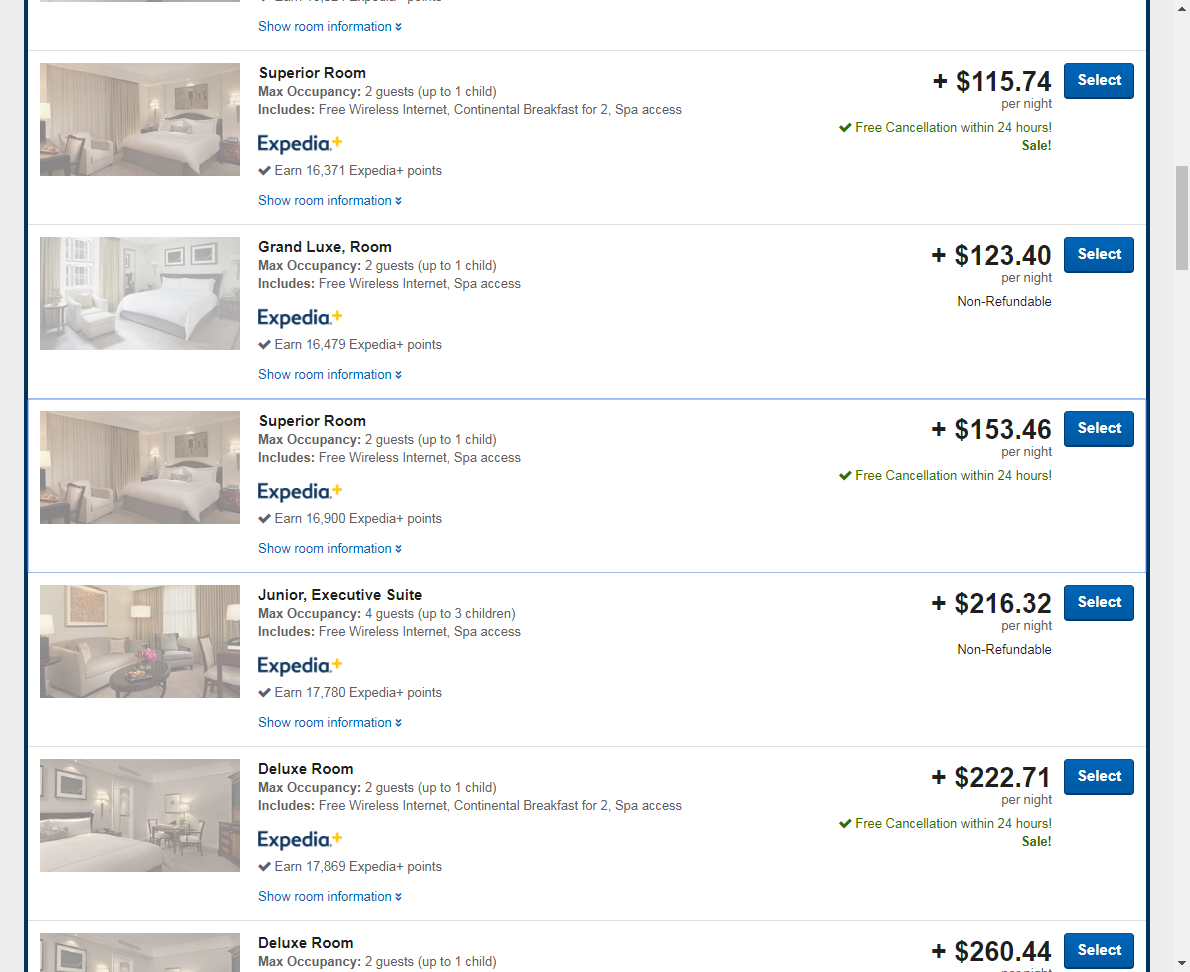 Show room information
Superior Room
Max Occupancy: 2 guests (up to 1 child)
Includes: Free Wireless Internet, Continental Breakfast for 2, Spa access
Expedia+
Earn 16,371 Expedia+ points
Show room information
+ $115.74
per night
Free Cancellation within 24 hours!
Sale!
Select
Grand Luxe, Room
Max Occupancy: 2 guests (up to 1 child)
Includes: Free Wireless Internet, Spa access
Expedia+
Earn 16,479 Expedia+ points
Show room information
+ $123.40
per night
Non-Refundable
Select
Superior Room
Max Occupancy: 2 guests (up to 1 child)
Includes: Free Wireless Internet, Spa access
Expedia+
Earn 16,900 Expedia+ points
Show room information
+ $153.46
per night
Free Cancellation within 24 hours!
Select
Junior, Executive Suite
Max Occupancy: 4 guests (up to 3 children)
Includes: Free Wireless Internet, Spa access
Expedia+
Earn 17,780 Expedia+ points
Show room information
+ $216.32
per night
Non-Refundable
Select
Deluxe Room
Max Occupancy: 2 guests (up to 1 child)
Includes: Free Wireless Internet, Continental Breakfast for 2, Spa access
Expedia+
Earn 17,869 Expedia+ points
Show room information
+ $222.71
per night
Free Cancellation within 24 hours!
Sale!
Select
Deluxe Room
Max Occupancy: 2 guests (up to 1 child)
+ $260.44
Select